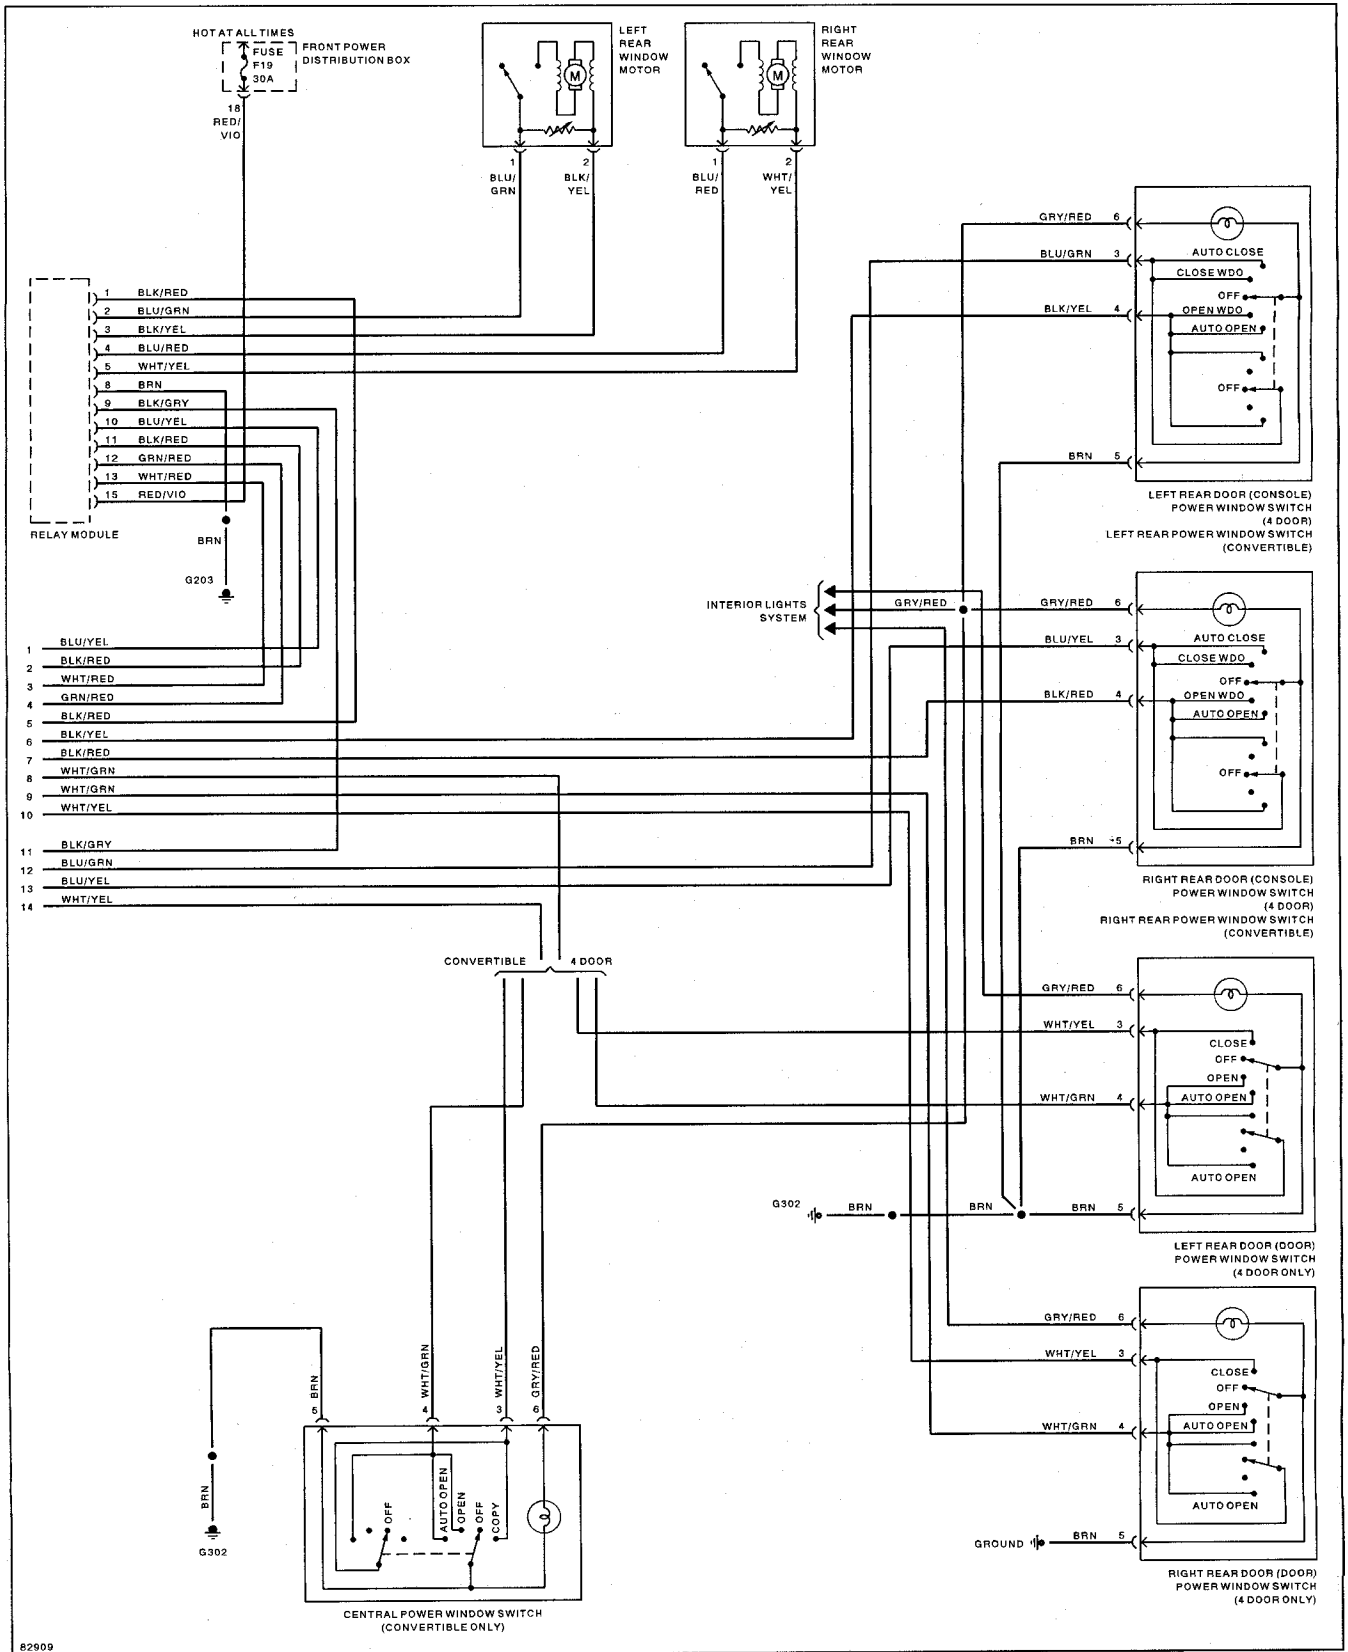 HOT AT ALL TIMES
FUSE
F19
30A
FRONT POWER
DISTRIBUTION BOX
18
RED/
VIO
LEFT
REAR
WINDOW
MOTOR
M
1
BLU/
GRN
2
BLK/
YEL
RIGHT
REAR
WINDOW
MOTOR
M
1
BLU/
RED
2
WHT/
YEL
1 BLK/RED
2 BLU/GRN
3 BLK/YEL
4 BLU/RED
5 WHT/YEL
8 BRN
9 BLK/GRY
10 BLU/YEL
11 BLK/RED
12 GRN/RED
13 WHT/RED
15 RED/VIO
RELAY MODULE
BRN
G203
1 BLU/YEL
2 BLK/RED
3 WHT/RED
4 GRN/RED
5 BLK/RED
6 BLK/YEL
7 BLK/RED
8 WHT/GRN
9 WHT/GRN
10 WHT/YEL
11 BLK/GRY
12 BLU/GRN
13 BLU/YEL
14 WHT/YEL
GRY/RED 6
BLU/GRN 3
AUTO CLOSE
CLOSE WDO
OFF
BLK/YEL 4
OPEN WDO
AUTO OPEN
OFF
BRN 5
LEFT REAR DOOR (CONSOLE)
POWER WINDOW SWITCH
(4 DOOR)
LEFT REAR POWER WINDOW SWITCH
(CONVERTIBLE)
INTERIOR LIGHTS
SYSTEM
GRY/RED
GRY/RED 6
BLU/YEL 3
AUTO CLOSE
CLOSE WDO
OFF
BLK/RED 4
OPEN WDO
AUTO OPEN
OFF
BRN 5
RIGHT REAR DOOR (CONSOLE)
POWER WINDOW SWITCH
(4 DOOR)
RIGHT REAR POWER WINDOW SWITCH
(CONVERTIBLE)
CONVERTIBLE 4 DOOR
GRY/RED 6
WHT/YEL 3
CLOSE
OFF
OPEN
WHT/GRN 4
AUTO OPEN
AUTO OPEN
G302 BRN BRN BRN 5
LEFT REAR DOOR (DOOR)
POWER WINDOW SWITCH
(4 DOOR ONLY)
GRY/RED 6
WHT/YEL 3
CLOSE
OFF
OPEN
WHT/GRN 4
AUTO OPEN
AUTO OPEN
GROUND BRN 5
RIGHT REAR DOOR (DOOR)
POWER WINDOW SWITCH
(4 DOOR ONLY)
BRN
5
WHT/GRN
4
WHT/YEL
3
GRY/RED
6
BRN
G302
OFF
AUTO OPEN
OPEN
OFF
COPY
CENTRAL POWER WINDOW SWITCH
(CONVERTIBLE ONLY)
82909